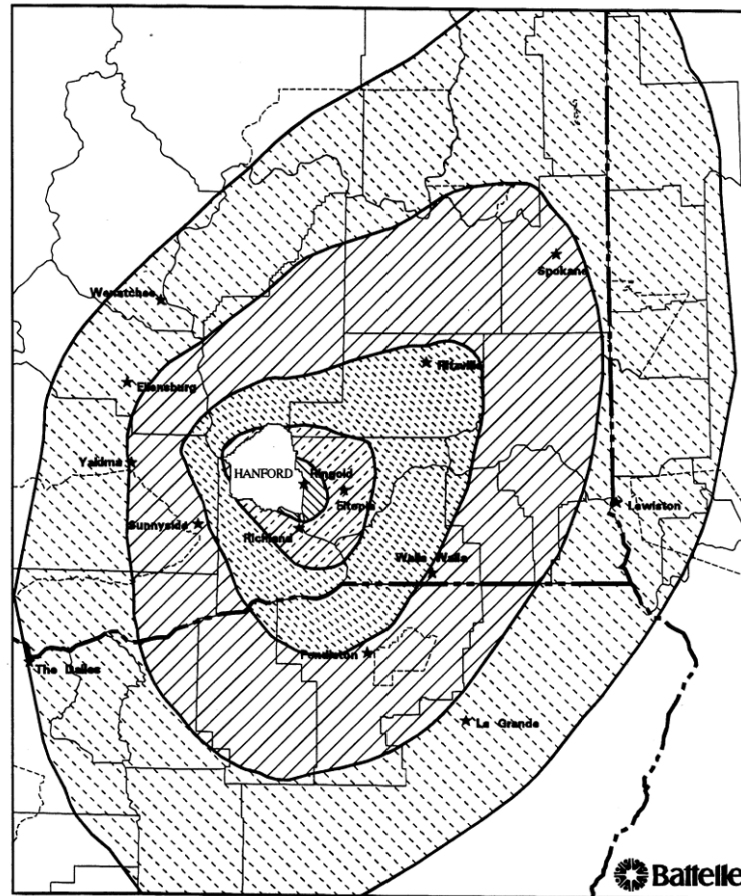 Spokane
Wenatchee
Ritzville
Ellensburg
Yakima
HANFORD
Ringold
Eltopia
Lewiston
Sunnyside
Richland
Walla Walla
Pendleton
The Dalles
La Grande
Battelle